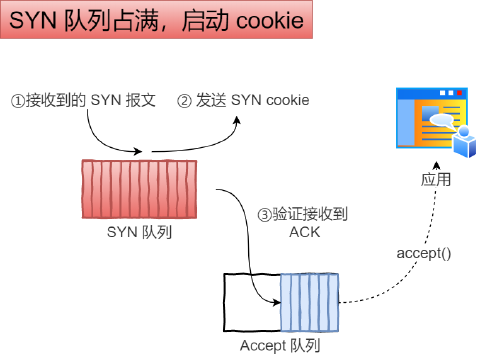 SYN 队列占满，启动 cookie
①接收到的 SYN 报文
② 发送 SYN cookie
SYN 队列
③验证接收到
ACK
应用
accept()
Accept 队列